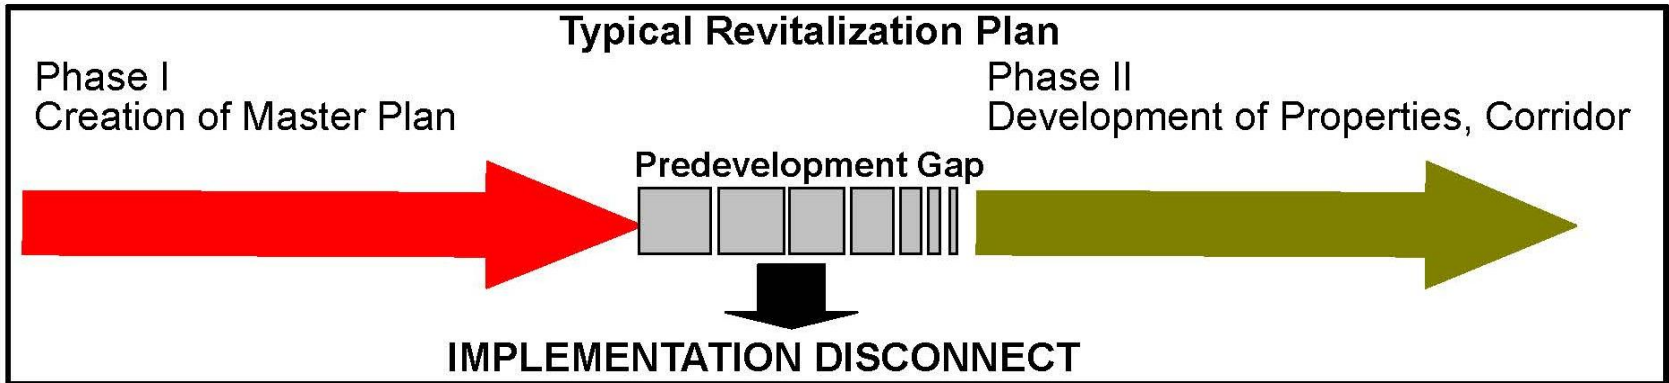 Typical Revitalization Plan
Phase I
Creation of Master Plan
Phase II
Development of Properties, Corridor
Predevelopment Gap
IMPLEMENTATION DISCONNECT